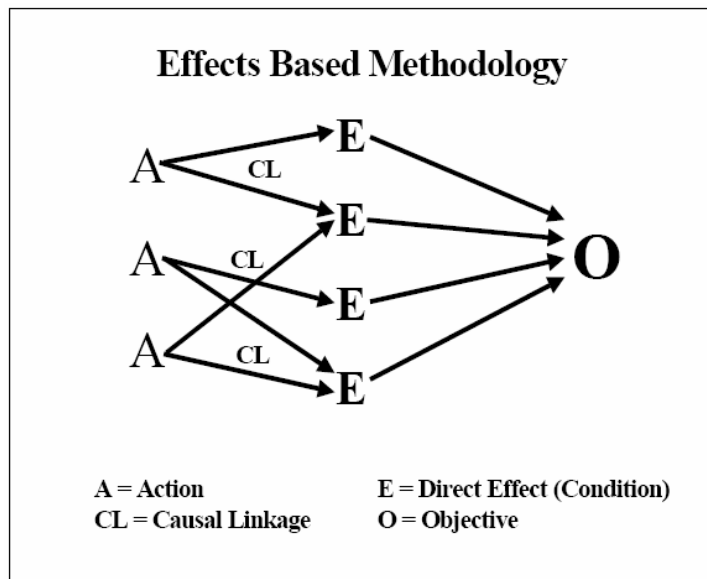 Effects Based Methodology
E
A
CL
E
A
CL
O
E
A
CL
E
A = Action
E = Direct Effect (Condition)
CL = Causal Linkage
O = Objective